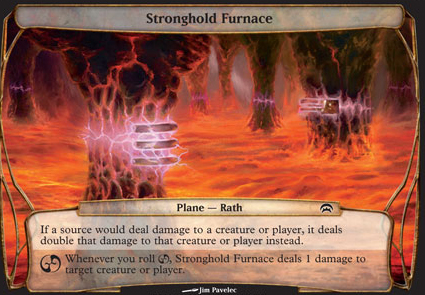 Stronghold Furnace
Plane — Rath
If a source would deal damage to a creature or player, it deals
double that damage to that creature or player instead.
Whenever you roll , Stronghold Furnace deals 1 damage to
target creature or player.
Jim Pavelec